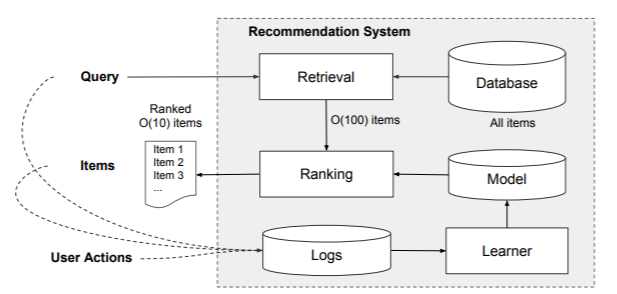 Recommendation System
Query
Retrieval
Database
Ranked
O(10) items
O(100) items
All items
Item 1
Item 2
Item 3
...
Items
Ranking
Model
User Actions
Logs
Learner